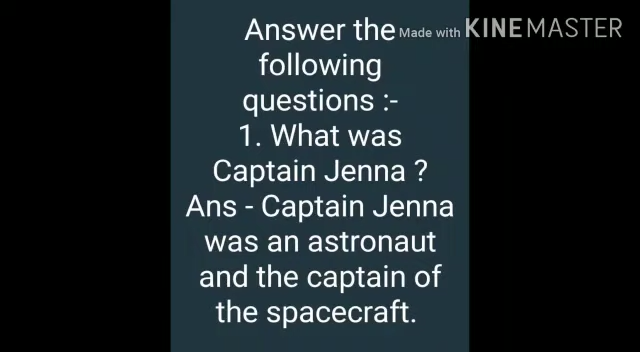 Answer the
Made with KINEMASTER
following
questions :-
1. What was
Captain Jenna ?
Ans - Captain Jenna
was an astronaut
and the captain of
the spacecraft.